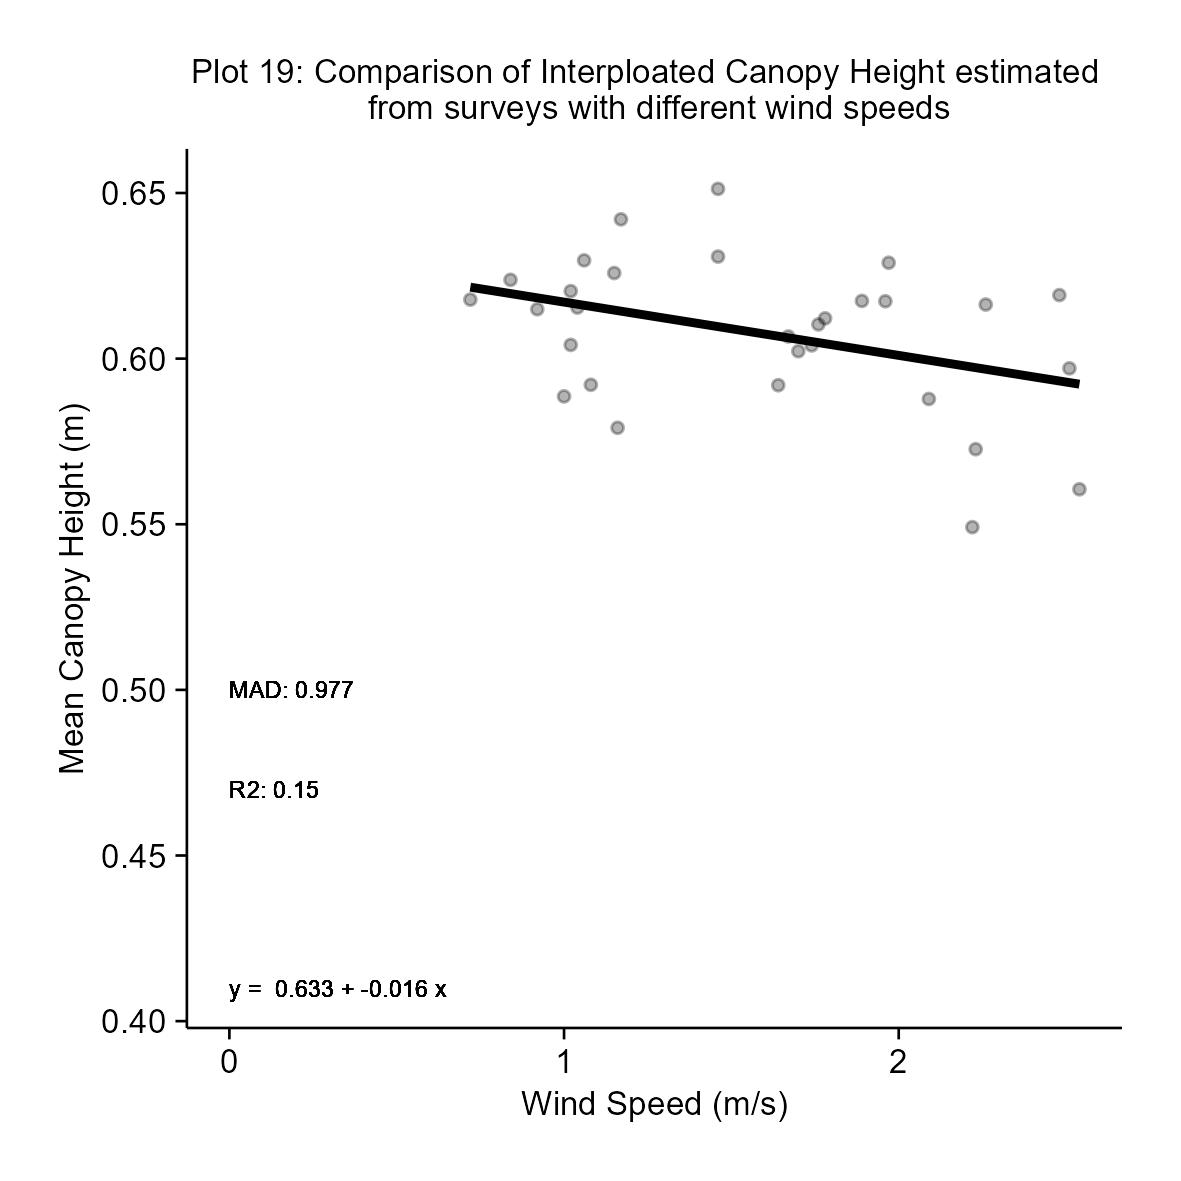 Plot 19: Comparison of Interploated Canopy Height estimated
from surveys with different wind speeds
0.65
0.60
0.55
0.50
0.45
0.40
Mean Canopy Height (m)
MAD: 0.977
R2: 0.15
y =  0.633 + -0.016 x
0
1
2
Wind Speed (m/s)